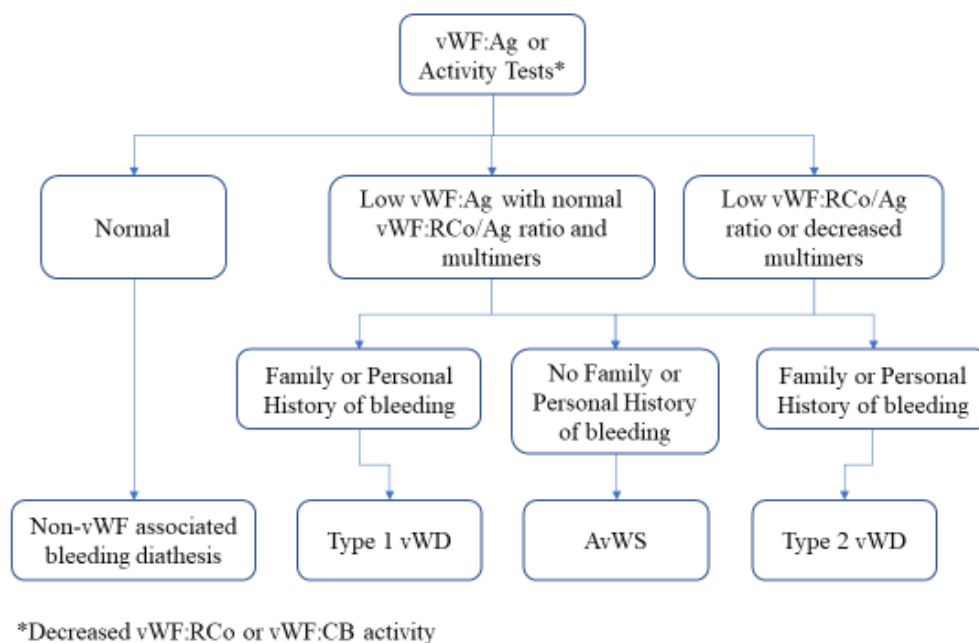 vWF:Ag or
Activity Tests*
Normal
Low vWF:Ag with normal
vWF:RCo/Ag ratio and
multimers
Low vWF:RCo/Ag
ratio or decreased
multimers
Family or Personal
History of bleeding
No Family or
Personal History
of bleeding
Family or Personal
History of bleeding
Non-vWF associated
bleeding diathesis
Type 1 vWD
AvWS
Type 2 vWD
*Decreased vWF:RCo or vWF:CB activity